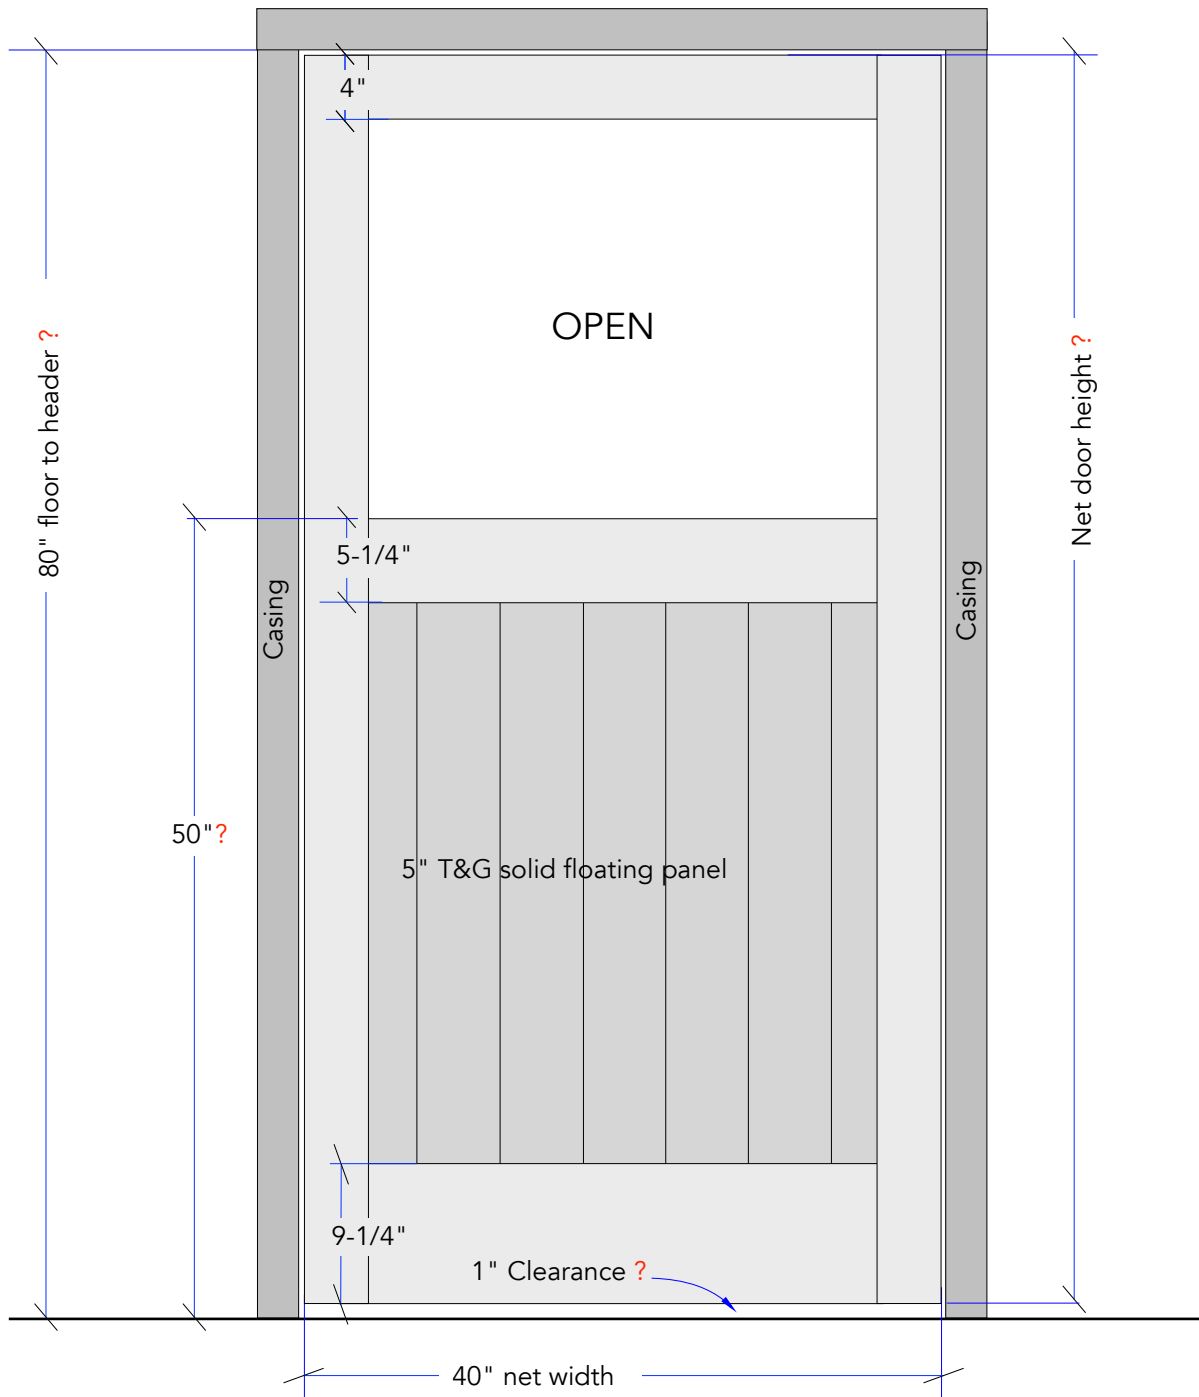 4"
OPEN
80" floor to header ?
Net door height ?
5-1/4"
Casing
Casing
50"?
5" T&G solid floating panel
9-1/4"
1" Clearance ?
40" net width